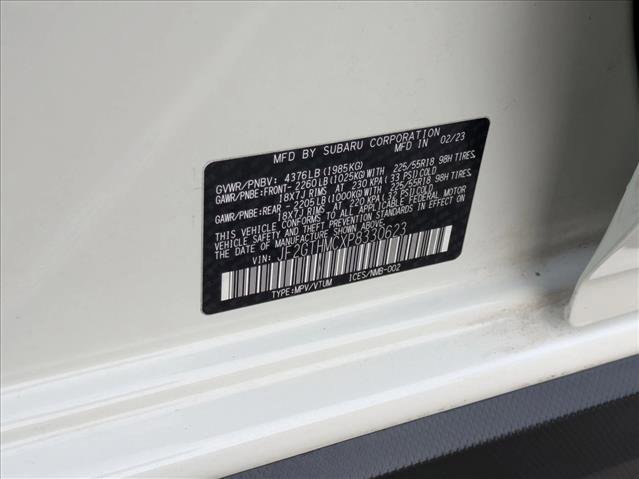 MFD BY SUBARU CORPORATION 02/23
GVWR/PNBV: 4376LB (1985KG)
GAWR/PNBE:FRONT- 2260LB (1025KG)WITH 225/55R18 98H TIRES,
18X7J RIMS AT 230 KPA (33 PSI)COLD
GAWR/PNBE:REAR - 2205LB (1000KG)WITH 225/55R18 98H TIRES,
18X7J RIMS AT 220 KPA (32 PSI)COLD
THIS VEHICLE CONFORMS TO ALL APPLICABLE FEDERAL MOTOR
VEHICLE SAFETY AND THEFT PREVENTION STANDARDS
IN EFFECT ON THE DATE OF MANUFACTURE SHOWN ABOVE.
VIN: JF2GTHMCXP8330623
TYPE:MPV/VTUM ICES/NMB-002